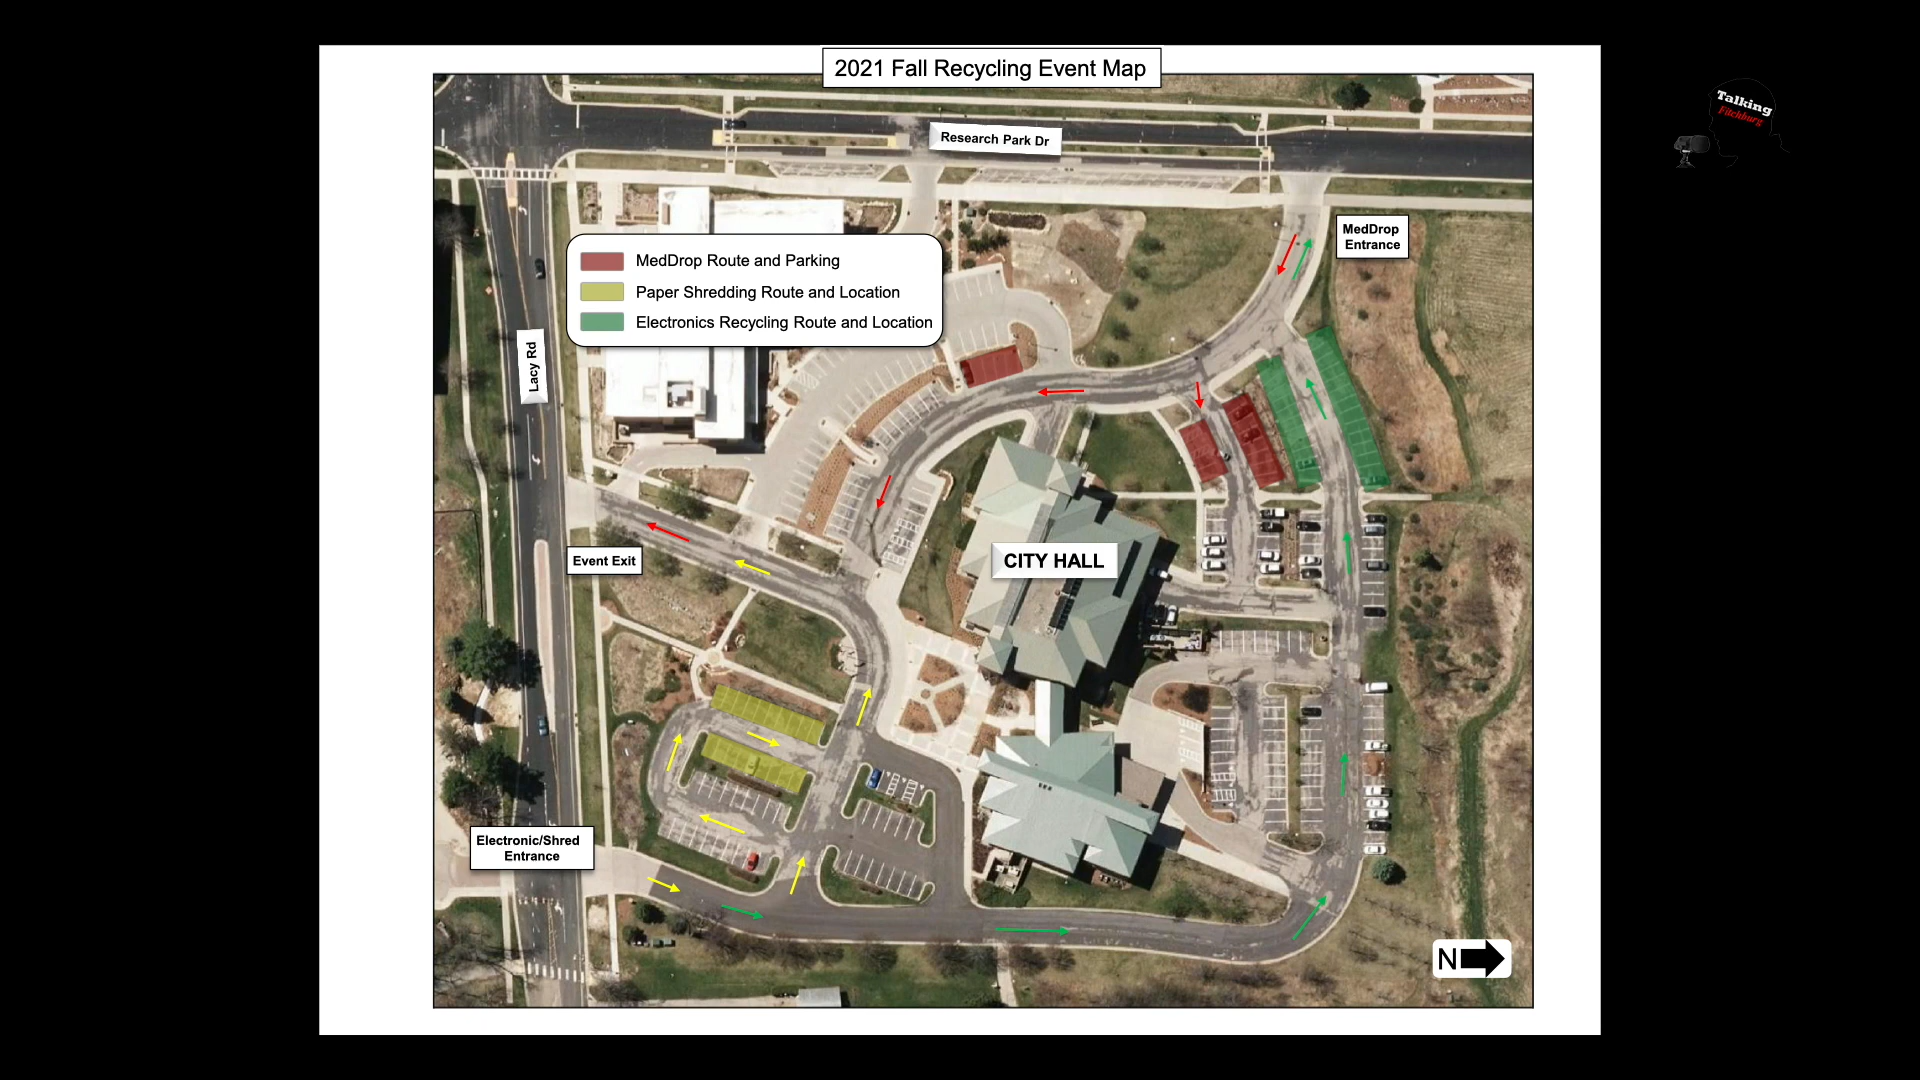 2021 Fall Recycling Event Map
Talking
Fitchburg
Research Park Dr
MedDrop
Entrance
MedDrop Route and Parking
Paper Shredding Route and Location
Electronics Recycling Route and Location
Lacy Rd
Event Exit
CITY HALL
Electronic/Shred
Entrance
N